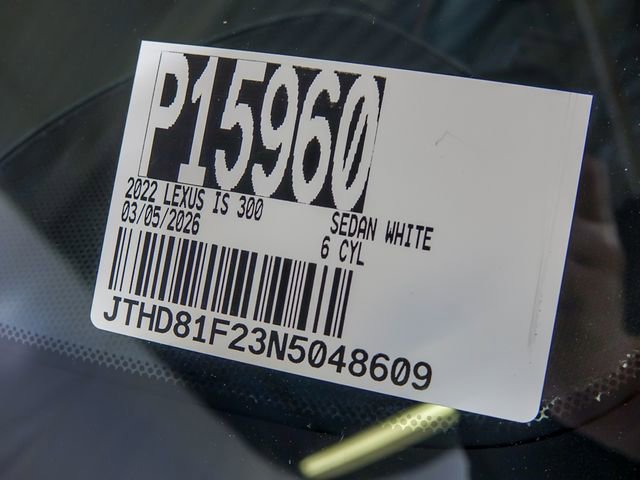 P15960
2022 LEXUS IS 300 SEDAN WHITE
03/05/2026 6 CYL
JTHD81F23N5048609